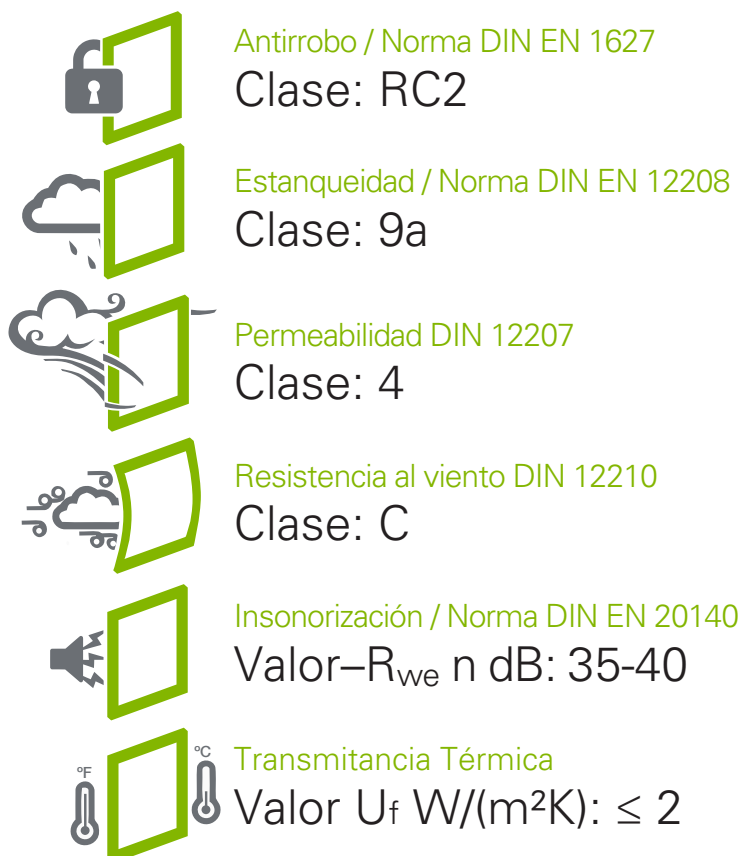 Antirrobo / Norma DIN EN 1627
Clase: RC2
Estanqueidad / Norma DIN EN 12208
Clase: 9a
Permeabilidad DIN 12207
Clase: 4
Resistencia al viento DIN 12210
Clase: C
Insonorización / Norma DIN EN 20140
Valor–Rwe n dB: 35-40
ºF
ºC
Transmitancia Térmica
Valor Uf W/(m²K): ≤ 2